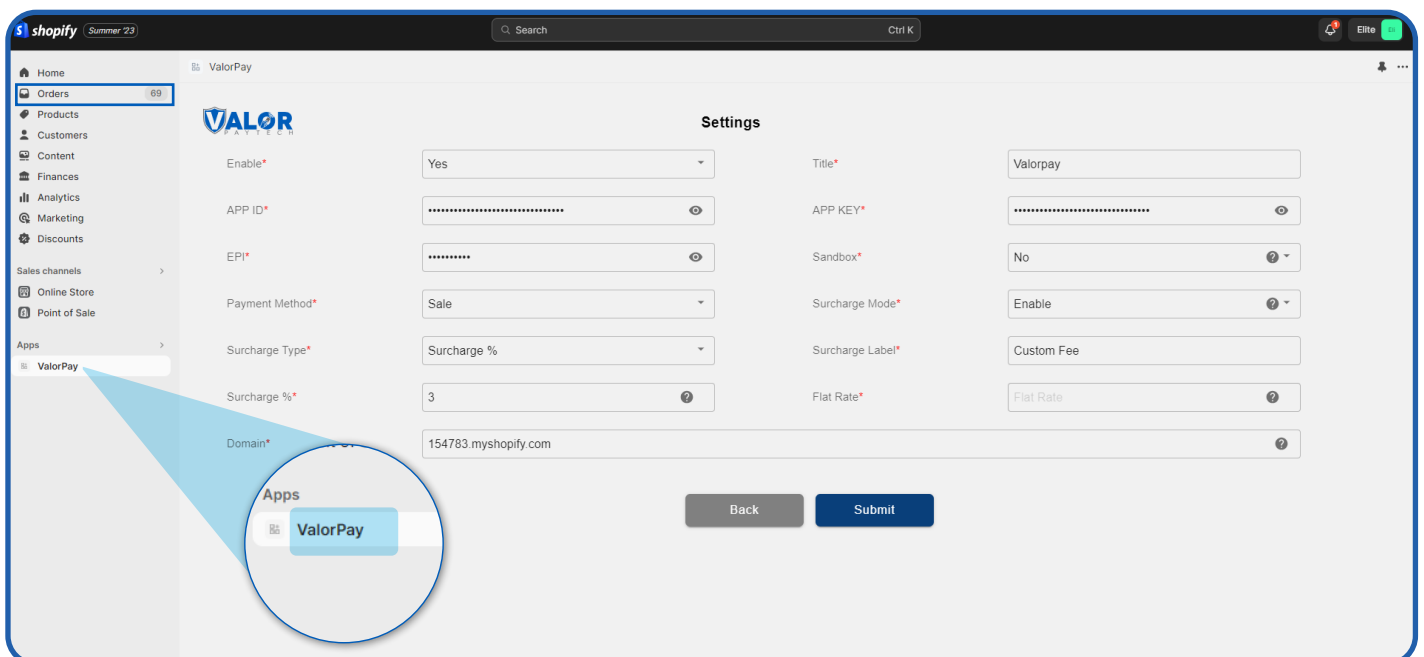 shopify Summer '23
Search Ctrl K
1 Elite
Home
Orders 69
Products
Customers
Content
Finances
Analytics
Marketing
Discounts
Sales channels
Online Store
Point of Sale
Apps
ValorPay
ValorPay
VALOR
PAYTECH
Settings
Enable* Yes Title* Valorpay
APP ID* •••••••••••••••••••••••••••••••• APP KEY* ••••••••••••••••••••••••••••••••
EPI* •••••••••• Sandbox* No
Payment Method* Sale Surcharge Mode* Enable
Surcharge Type* Surcharge % Surcharge Label* Custom Fee
Surcharge %* 3 Flat Rate* Flat Rate
Domain* 154783.myshopify.com
Back Submit
Apps
ValorPay